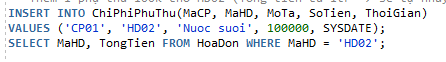 INSERT INTO ChiPhiPhuThu(MaCP, MaHD, MoTa, SoTien, ThoiGian)
VALUES ('CP01', 'HD02', 'Nuoc suoi', 100000, SYSDATE);
SELECT MaHD, TongTien FROM HoaDon WHERE MaHD = 'HD02';